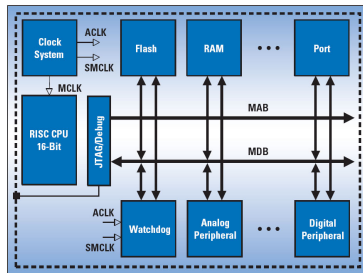 Clock
System
ACLK
SMCLK
MCLK
Flash
RAM
• • •
Port
RISC CPU
16-Bit
JTAG/Debug
MAB
MDB
ACLK
SMCLK
Watchdog
Analog
Peripheral
• • •
Digital
Peripheral